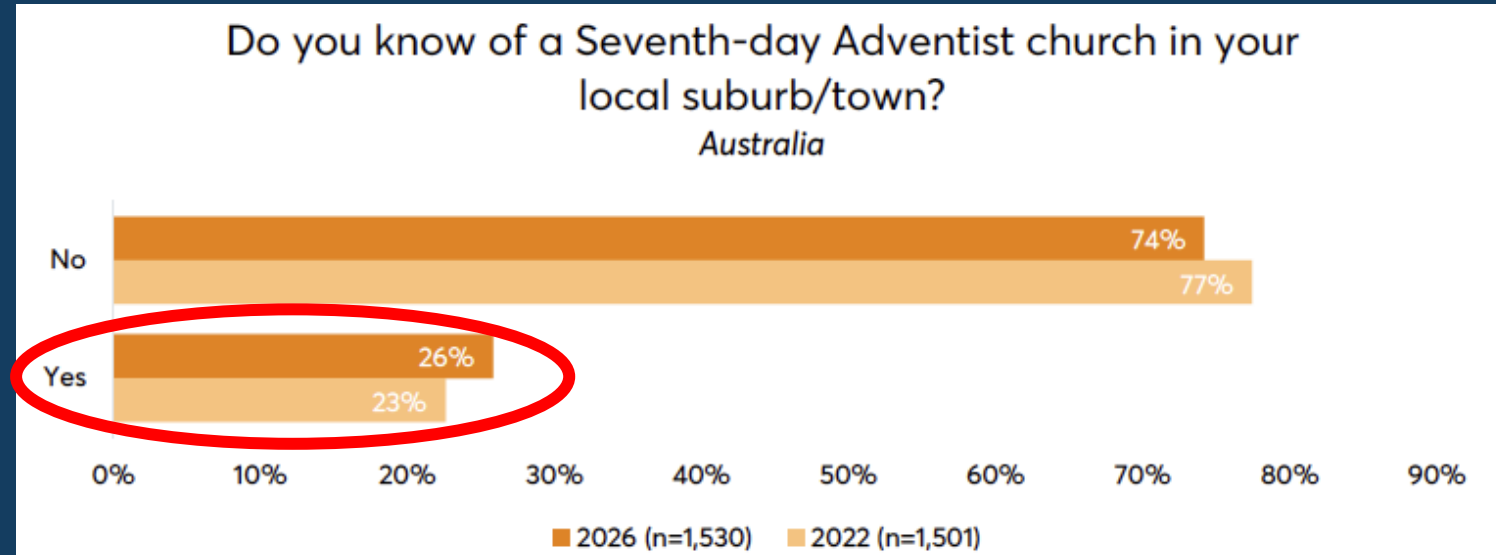 Do you know of a Seventh-day Adventist church in your
local suburb/town?
Australia
No
74%
77%
Yes
26%
23%
0% 10% 20% 30% 40% 50% 60% 70% 80% 90%
2026 (n=1,530) 2022 (n=1,501)